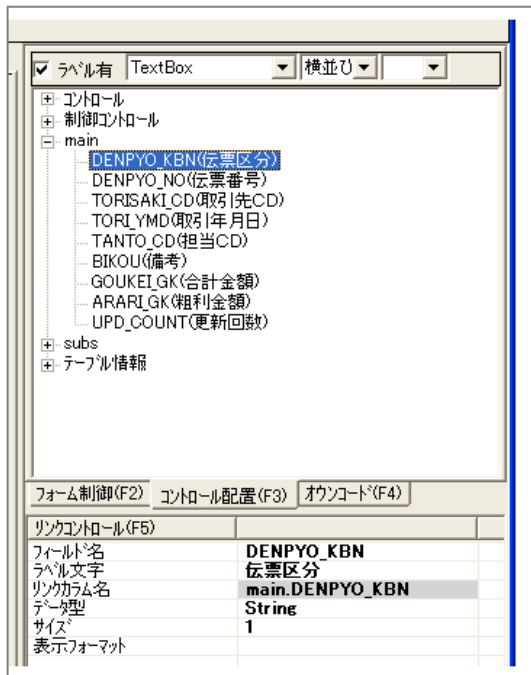 ラベル有 TextBox 横並び
コントロール
制御コントロール
main
DENPYO_KBN(伝票区分)
DENPYO_NO(伝票番号)
TORISAKI_CD(取引先CD)
TORI_YMD(取引年月日)
TANTO_CD(担当CD)
BIKOU(備考)
GOUKEI_GK(合計金額)
ARARI_GK(粗利金額)
UPD_COUNT(更新回数)
subs
テーブル情報
フォーム制御(F2) コントロール配置(F3) オウンコード(F4)
リンクコントロール(F5)
フィールド名 DENPYO_KBN
ラベル文字 伝票区分
リンクカラム名 main.DENPYO_KBN
データ型 String
サイズ 1
表示フォーマット